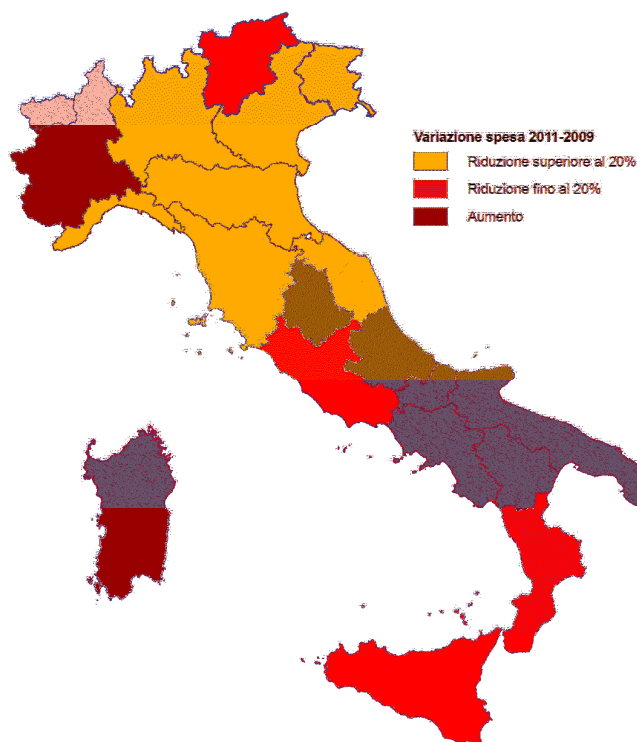 Variazione spesa 2011-2009
Riduzione superiore al 20%
Riduzione fino al 20%
Aumento